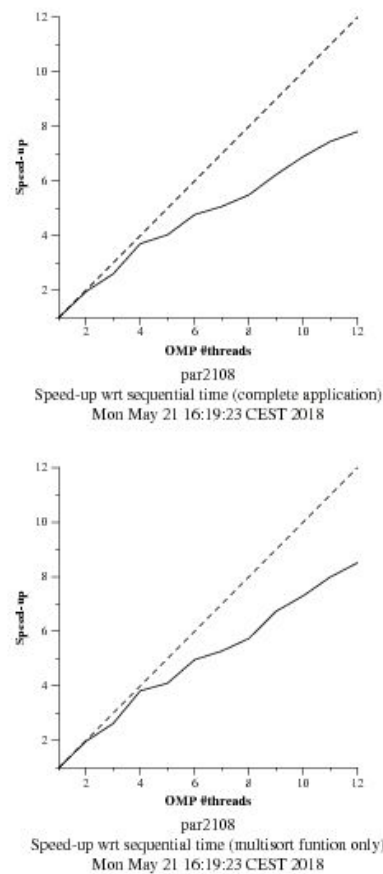 12
10
8
6
4
2
Speed-up
2 4 6 8 10 12
OMP #threads
par2108
Speed-up wrt sequential time (complete application)
Mon May 21 16:19:23 CEST 2018
12
10
8
6
4
2
Speed-up
2 4 6 8 10 12
OMP #threads
par2108
Speed-up wrt sequential time (multisort funtion only)
Mon May 21 16:19:23 CEST 2018